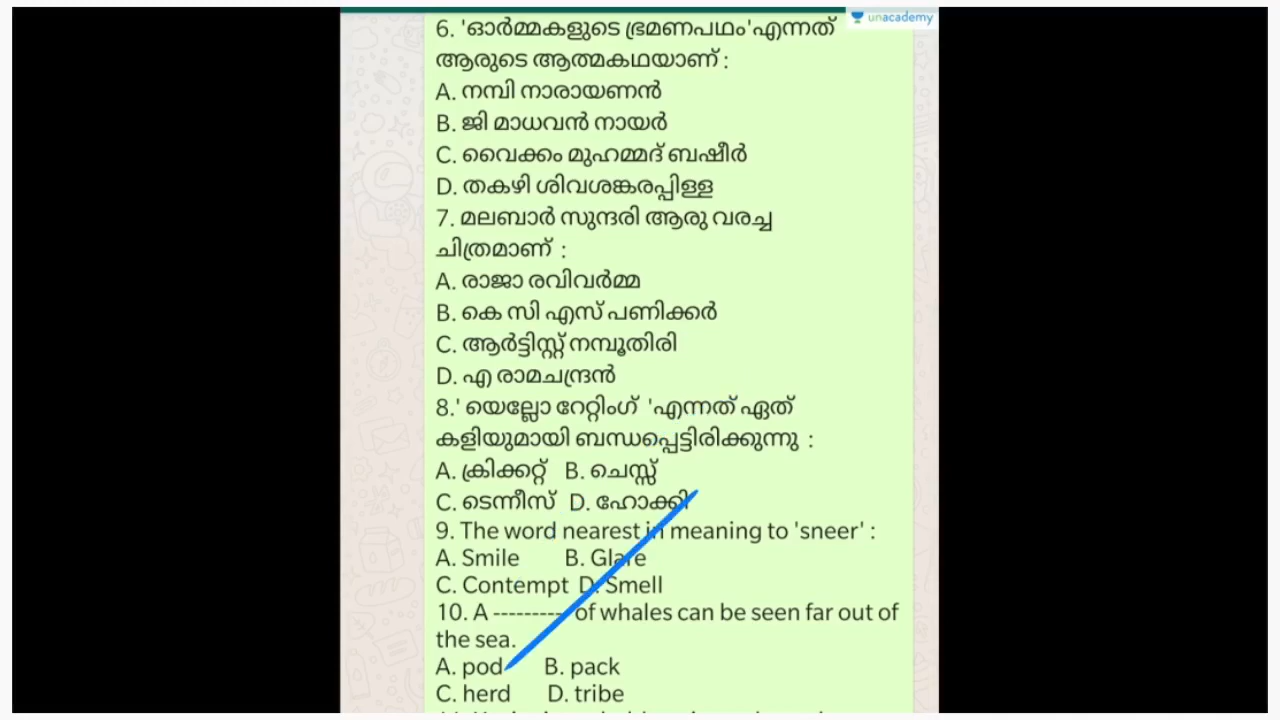 unacademy
6. 'ഓർമ്മകളുടെ ഭ്രമണപഥം'എന്നത്
ആരുടെ ആത്മകഥയാണ് :
A. നമ്പി നാരായണൻ
B. ജി മാധവൻ നായർ
C. വൈക്കം മുഹമ്മദ് ബഷീർ
D. തകഴി ശിവശങ്കരപ്പിള്ള
7. മലബാർ സുന്ദരി ആരു വരച്ച
ചിത്രമാണ് :
A. രാജാ രവിവർമ്മ
B. കെ സി എസ് പണിക്കർ
C. ആർട്ടിസ്റ്റ് നമ്പൂതിരി
D. എ രാമചന്ദ്രൻ
8.' യെല്ലോ റേറ്റിംഗ് 'എന്നത് ഏത്
കളിയുമായി ബന്ധപ്പെട്ടിരിക്കുന്നു :
A. ക്രിക്കറ്റ് B. ചെസ്സ്
C. ടെന്നീസ് D. ഹോക്കി
9. The word nearest in meaning to 'sneer' :
A. Smile B. Glare
C. Contempt D. Smell
10. A --------- of whales can be seen far out of
the sea.
A. pod B. pack
C. herd D. tribe